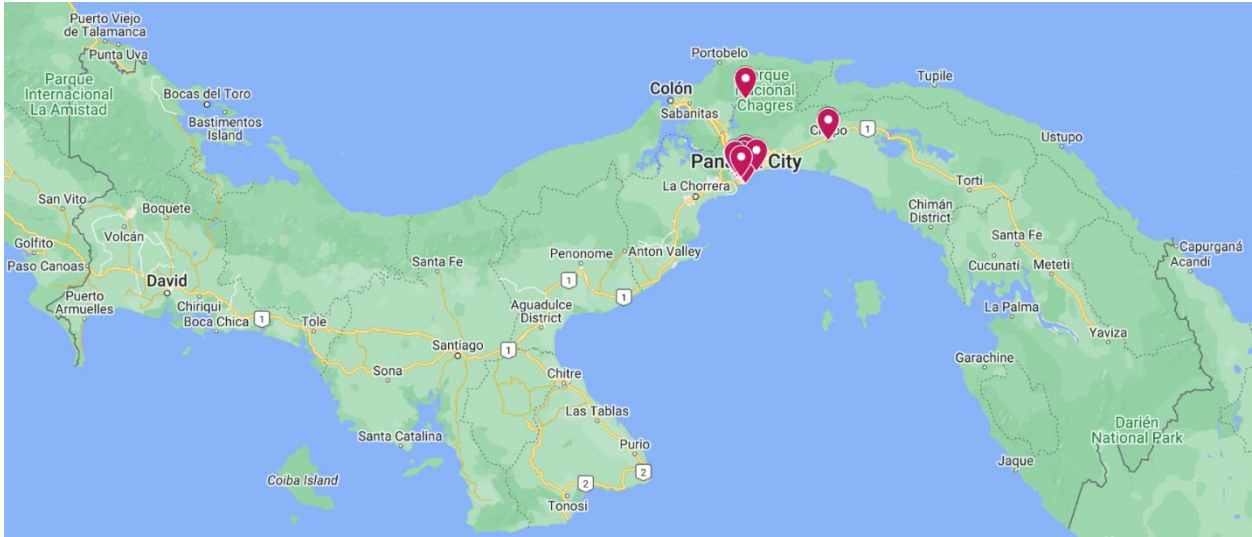 Puerto Viejo
de Talamanca
Punta Uva
Parque
Internacional
La Amistad
Bocas del Toro
Bastimentos
Island
Portobelo
Colón
Sabanitas
Chagres
Tupile
1
Ustupo
City
La Chorrera
San Vito
Boquete
Volcán
Golfito
Paso Canoas
David
Puerto
Armuelles
Chiriqui
Boca Chica
1
Tole
Santa Fe
Penonome
Anton Valley
1
1
Aguadulce
District
Santiago
1
Sona
Chitre
Las Tablas
Santa Catalina
Purio
Coiba Island
2
2
Tonosi
Torti
Chimán
District
Santa Fe
Cucunatí
Meteti
Capurganá
Acandí
La Palma
Yaviza
Garachine
Darién
National Park
Jaque